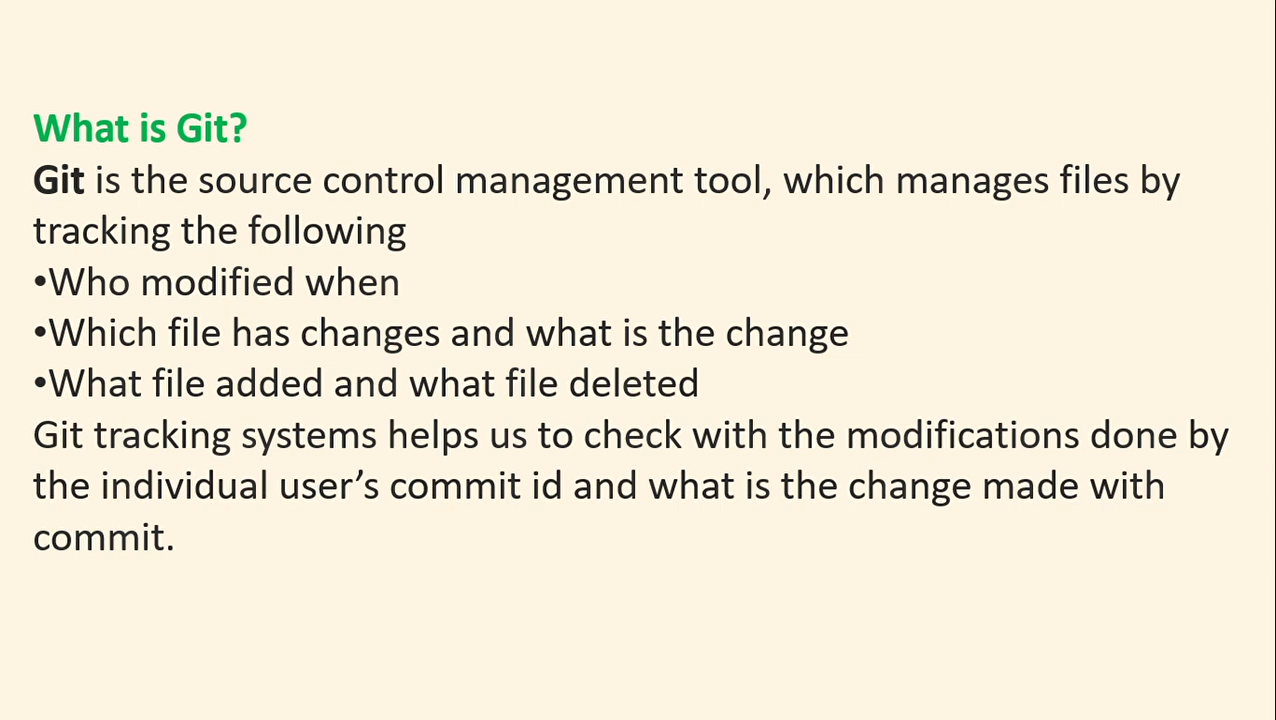 What is Git?
Git is the source control management tool, which manages files by
tracking the following
•Who modified when
•Which file has changes and what is the change
•What file added and what file deleted
Git tracking systems helps us to check with the modifications done by
the individual user’s commit id and what is the change made with
commit.